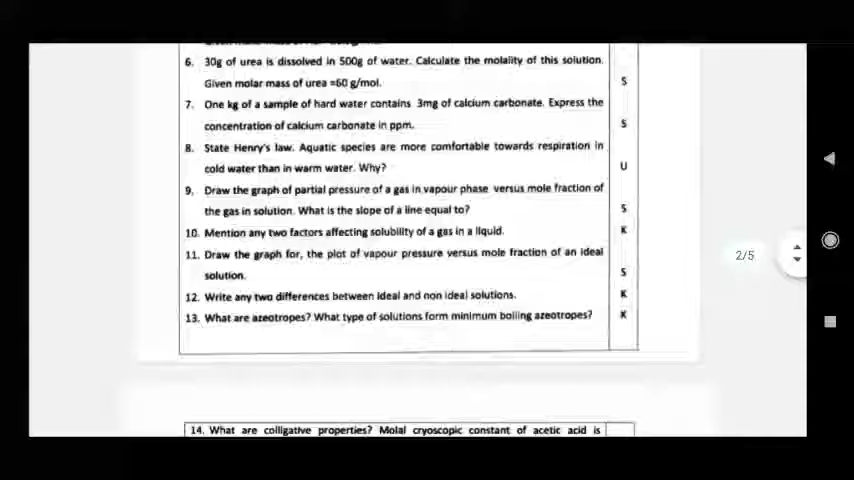 6. 30g of urea is dissolved in 500g of water. Calculate the molality of this solution.
Given molar mass of urea =60 g/mol.
S
7. One kg of a sample of hard water contains 3mg of calcium carbonate. Express the
concentration of calcium carbonate in ppm.
S
8. State Henry's law. Aquatic species are more comfortable towards respiration in
cold water than in warm water. Why?
U
9. Draw the graph of partial pressure of a gas in vapour phase versus mole fraction of
the gas in solution. What is the slope of a line equal to?
S
10. Mention any two factors affecting solubility of a gas in a liquid.
K
11. Draw the graph for, the plot of vapour pressure versus mole fraction of an ideal
solution.
S
12. Write any two differences between ideal and non ideal solutions.
K
13. What are azeotropes? What type of solutions form minimum boiling azeotropes?
K
2/5
14. What are colligative properties? Molal cryoscopic constant of acetic acid is